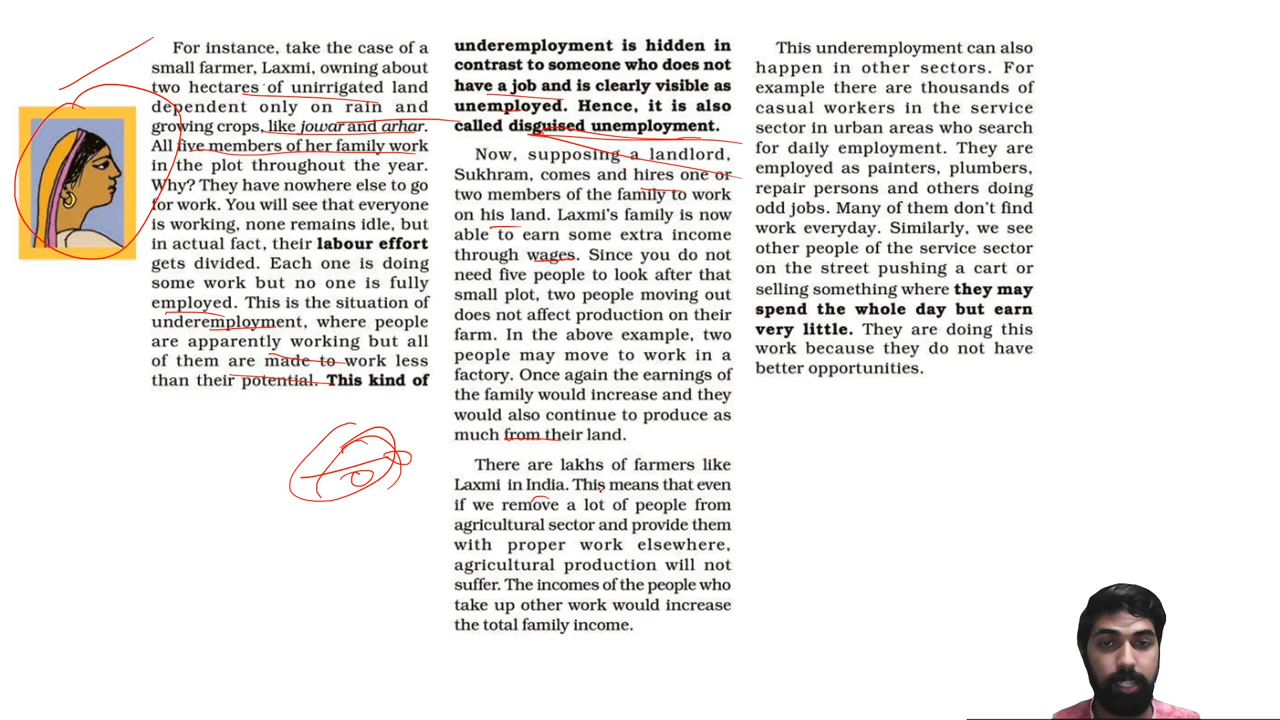 For instance, take the case of a
small farmer, Laxmi, owning about
two hectares of unirrigated land
dependent only on rain and
growing crops, like jowar and arhar.
All five members of her family work
in the plot throughout the year.
Why? They have nowhere else to go
for work. You will see that everyone
is working, none remains idle, but
in actual fact, their labour effort
gets divided. Each one is doing
some work but no one is fully
employed. This is the situation of
underemployment, where people
are apparently working but all
of them are made to work less
than their potential. This kind of
underemployment is hidden in
contrast to someone who does not
have a job and is clearly visible as
unemployed. Hence, it is also
called disguised unemployment.
Now, supposing a landlord,
Sukhram, comes and hires one or
two members of the family to work
on his land. Laxmi's family is now
able to earn some extra income
through wages. Since you do not
need five people to look after that
small plot, two people moving out
does not affect production on their
farm. In the above example, two
people may move to work in a
factory. Once again the earnings of
the family would increase and they
would also continue to produce as
much from their land.
There are lakhs of farmers like
Laxmi in India. This means that even
if we remove a lot of people from
agricultural sector and provide them
with proper work elsewhere,
agricultural production will not
suffer. The incomes of the people who
take up other work would increase
the total family income.
This underemployment can also
happen in other sectors. For
example there are thousands of
casual workers in the service
sector in urban areas who search
for daily employment. They are
employed as painters, plumbers,
repair persons and others doing
odd jobs. Many of them don't find
work everyday. Similarly, we see
other people of the service sector
on the street pushing a cart or
selling something where they may
spend the whole day but earn
very little. They are doing this
work because they do not have
better opportunities.